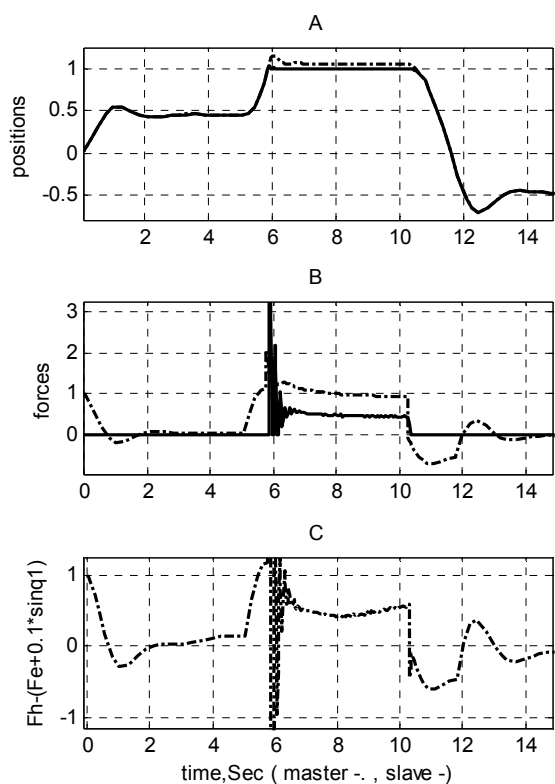 A
positions
1
0.5
0
-0.5
2 4 6 8 10 12 14
B
forces
3
2
1
0
0 2 4 6 8 10 12 14
C
Fh-(Fe+0.1*sinq1)
1
0
-1
0 2 4 6 8 10 12 14
time,Sec ( master -. , slave -)